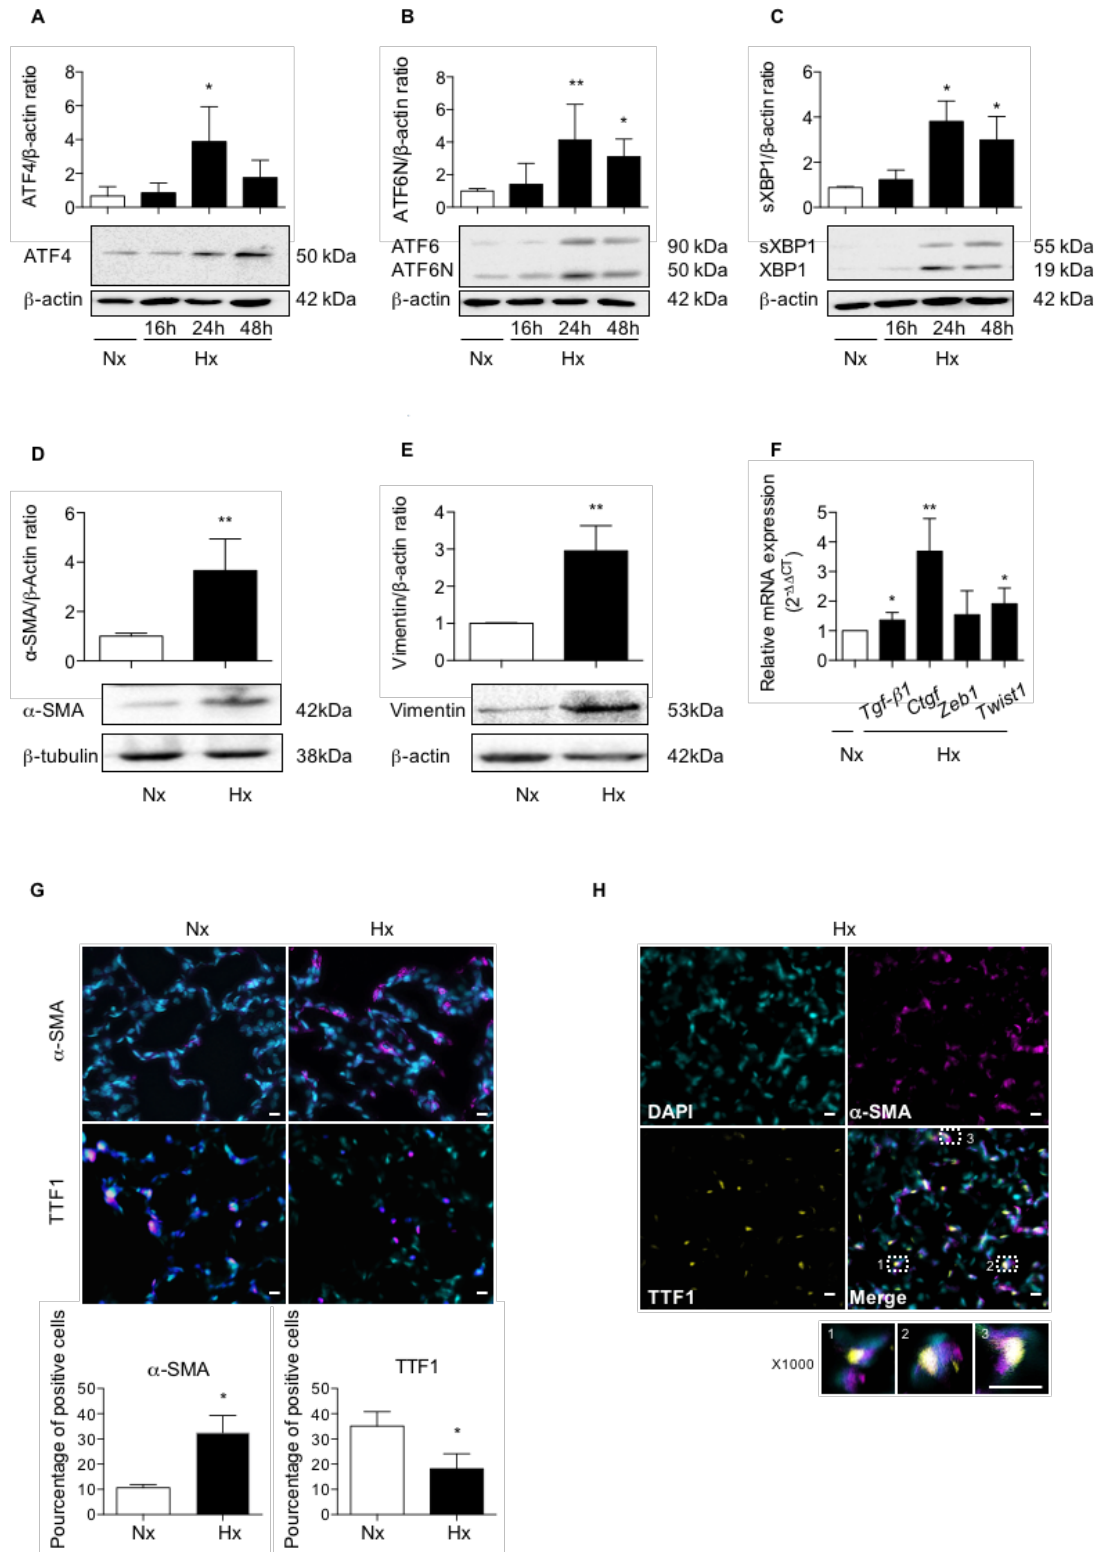 A
ATF4/β-actin ratio
8
6
4
2
0
*
ATF4
50 kDa
β-actin
42 kDa
16h 24h 48h
Nx Hx
B
ATF6N/β-actin ratio
8
6
4
2
0
**
*
ATF6
90 kDa
ATF6N
50 kDa
β-actin
42 kDa
16h 24h 48h
Nx Hx
C
sXBP1/β-actin ratio
6
4
2
0
*
*
sXBP1
55 kDa
XBP1
19 kDa
β-actin
42 kDa
16h 24h 48h
Nx Hx
D
α-SMA/β-Actin ratio
6
4
2
0
**
α-SMA
42kDa
β-tubulin
38kDa
Nx Hx
E
Vimentin/β-actin ratio
4
3
2
1
0
**
Vimentin
53kDa
β-actin
42kDa
Nx Hx
F
Relative mRNA expression
(2-ΔΔCT)
5
4
3
2
1
0
*
**
*
Tgf-β1 Ctgf Zeb1 Twist1
Nx Hx
G
Nx Hx
α-SMA
TTF1
Pourcentage of positive cells
α-SMA
50
40
30
20
10
0
*
Nx Hx
Pourcentage of positive cells
TTF1
50
40
30
20
10
0
*
Nx Hx
H
Hx
DAPI
α-SMA
TTF1
Merge
3
1
2
X1000
1
2
3